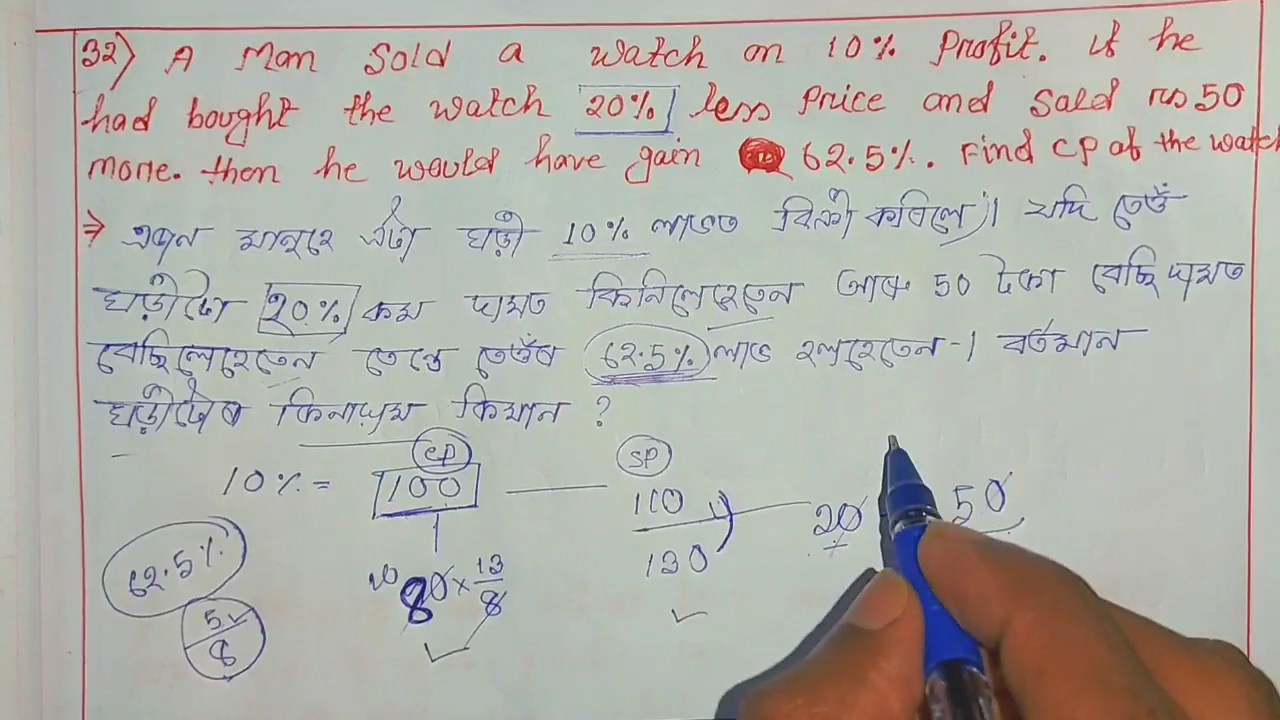 32) A Man Sold a watch on 10% Profit. if he
had bought the watch 20% less Price and Sold rs 50
more. then he would have gain 62.5%. Find CP of the watch
⇒ এজন মানুহে এটা ঘড়ী 10% লাভত বিক্ৰী কৰিলে। যদি তেওঁ
ঘড়ীটো 20% কম দামত কিনিলেহেতেন আৰু 50 টকা বেছি দামত
বেছিলেহেতেন তেন্তে তেওঁৰ 62.5% লাভ হলহেতেন। বৰ্তমান
ঘড়ীটোৰ কিনাদাম কিমান ?
CP SP
10% = 100 — 110 — 20 50
130
62.5% 10 80 × 13/8
5/8